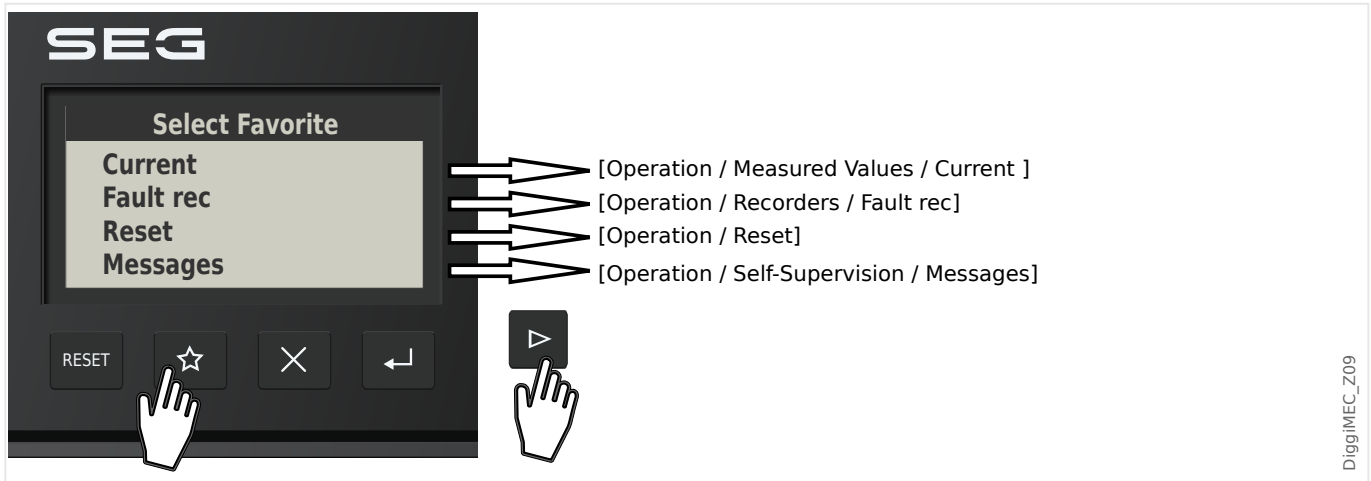 SEG
Select Favorite
Current
Fault rec
Reset
Messages
[Operation / Measured Values / Current ]
[Operation / Recorders / Fault rec]
[Operation / Reset]
[Operation / Self-Supervision / Messages]
RESET
DiggiMEC_Z09